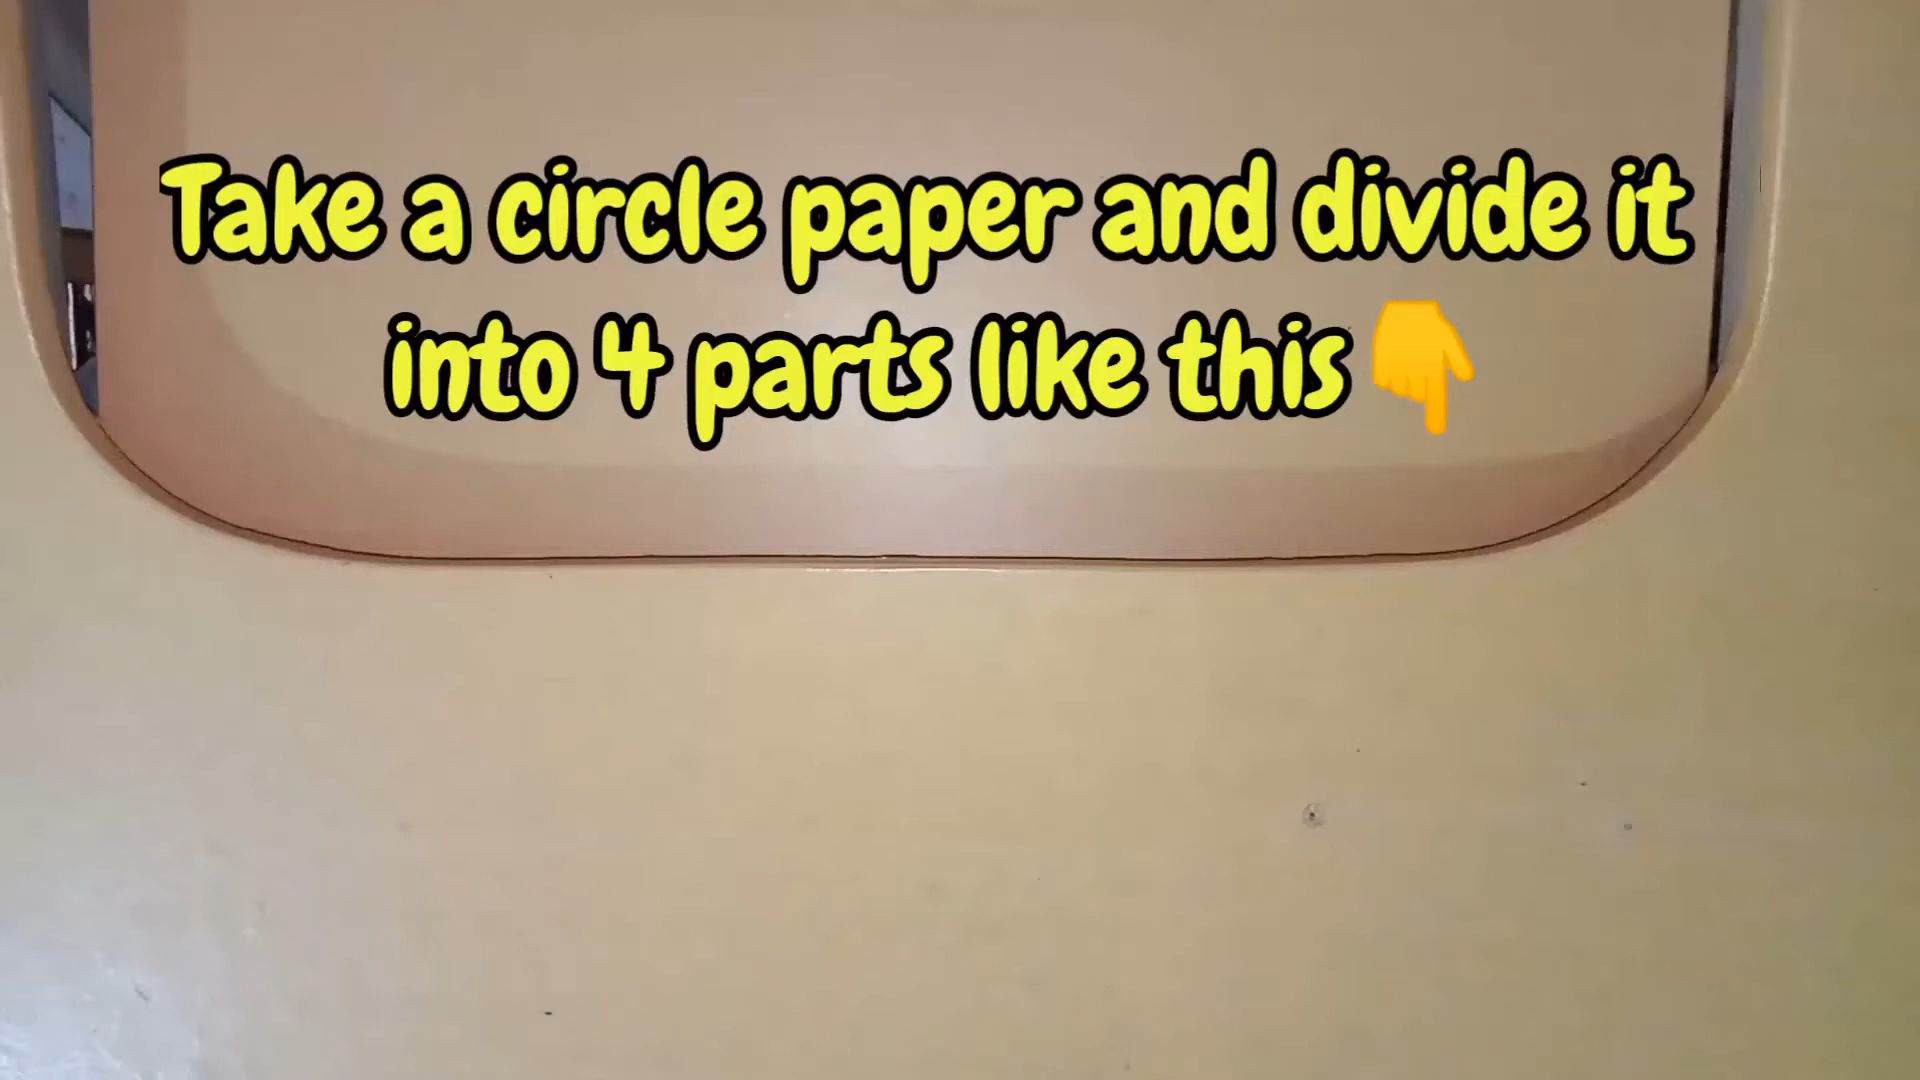 Take a circle paper and divide it
into 4 parts like this👇